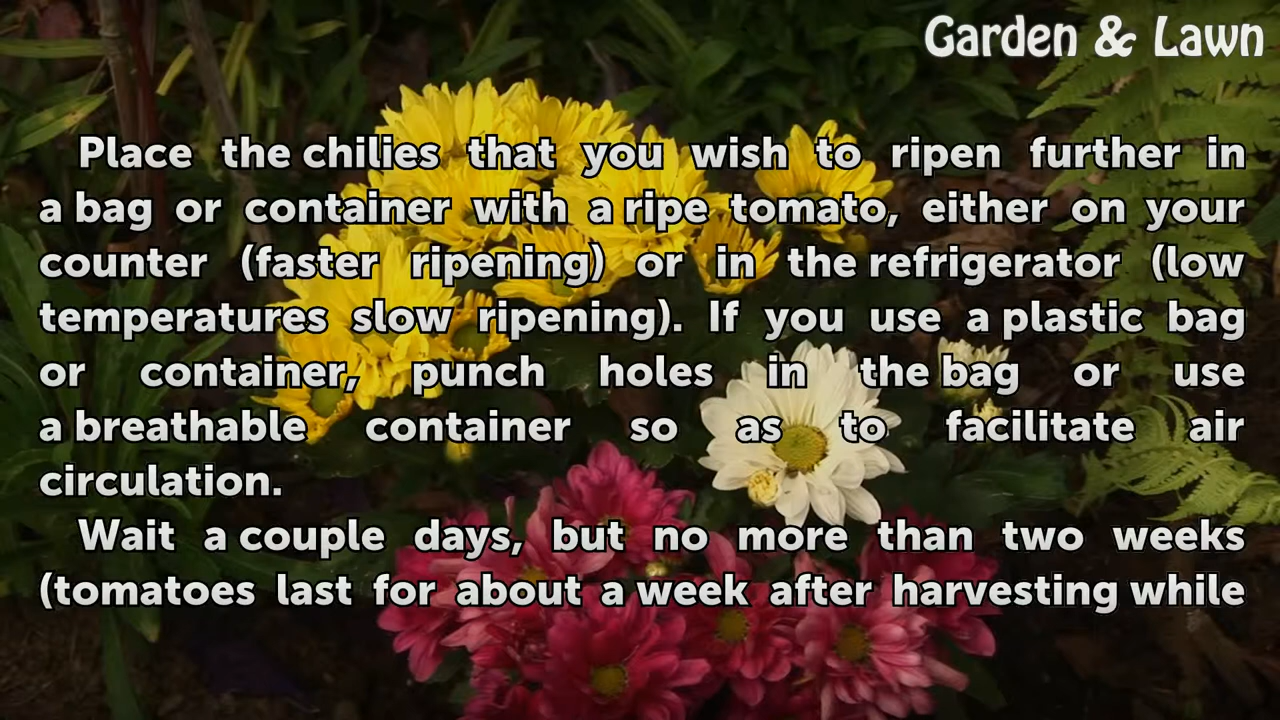 Garden & Lawn
Place the chilies that you wish to ripen further in
a bag or container with a ripe tomato, either on your
counter (faster ripening) or in the refrigerator (low
temperatures slow ripening). If you use a plastic bag
or container, punch holes in the bag or use
a breathable container so as to facilitate air
circulation.
Wait a couple days, but no more than two weeks
(tomatoes last for about a week after harvesting while